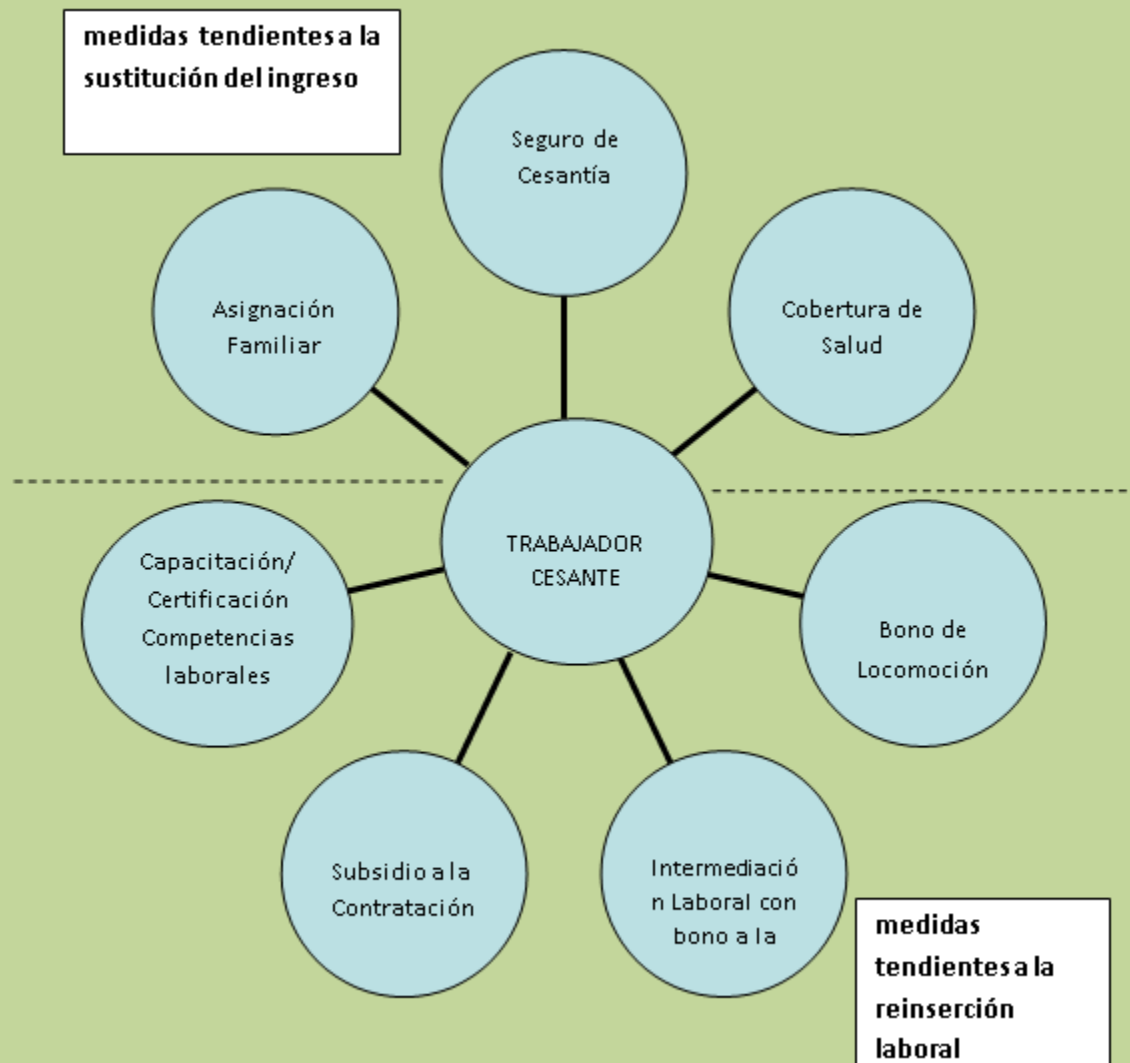 medidas tendientes a la
sustitución del ingreso
Seguro de
Cesantía
Asignación
Familiar
Cobertura de
Salud
TRABAJADOR
CESANTE
Capacitación/
Certificación
Competencias
laborales
Bono de
Locomoción
Subsidio a la
Contratación
Intermediació
n Laboral con
bono a la
medidas
tendientes a la
reinserción
laboral